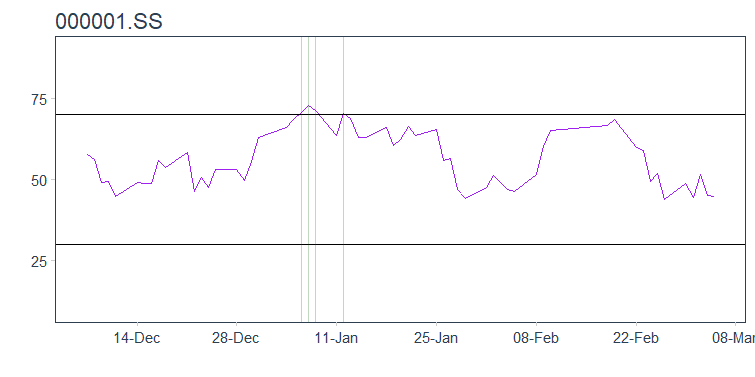 000001.SS
75
50
25
14-Dec
28-Dec
11-Jan
25-Jan
08-Feb
22-Feb
08-Mar